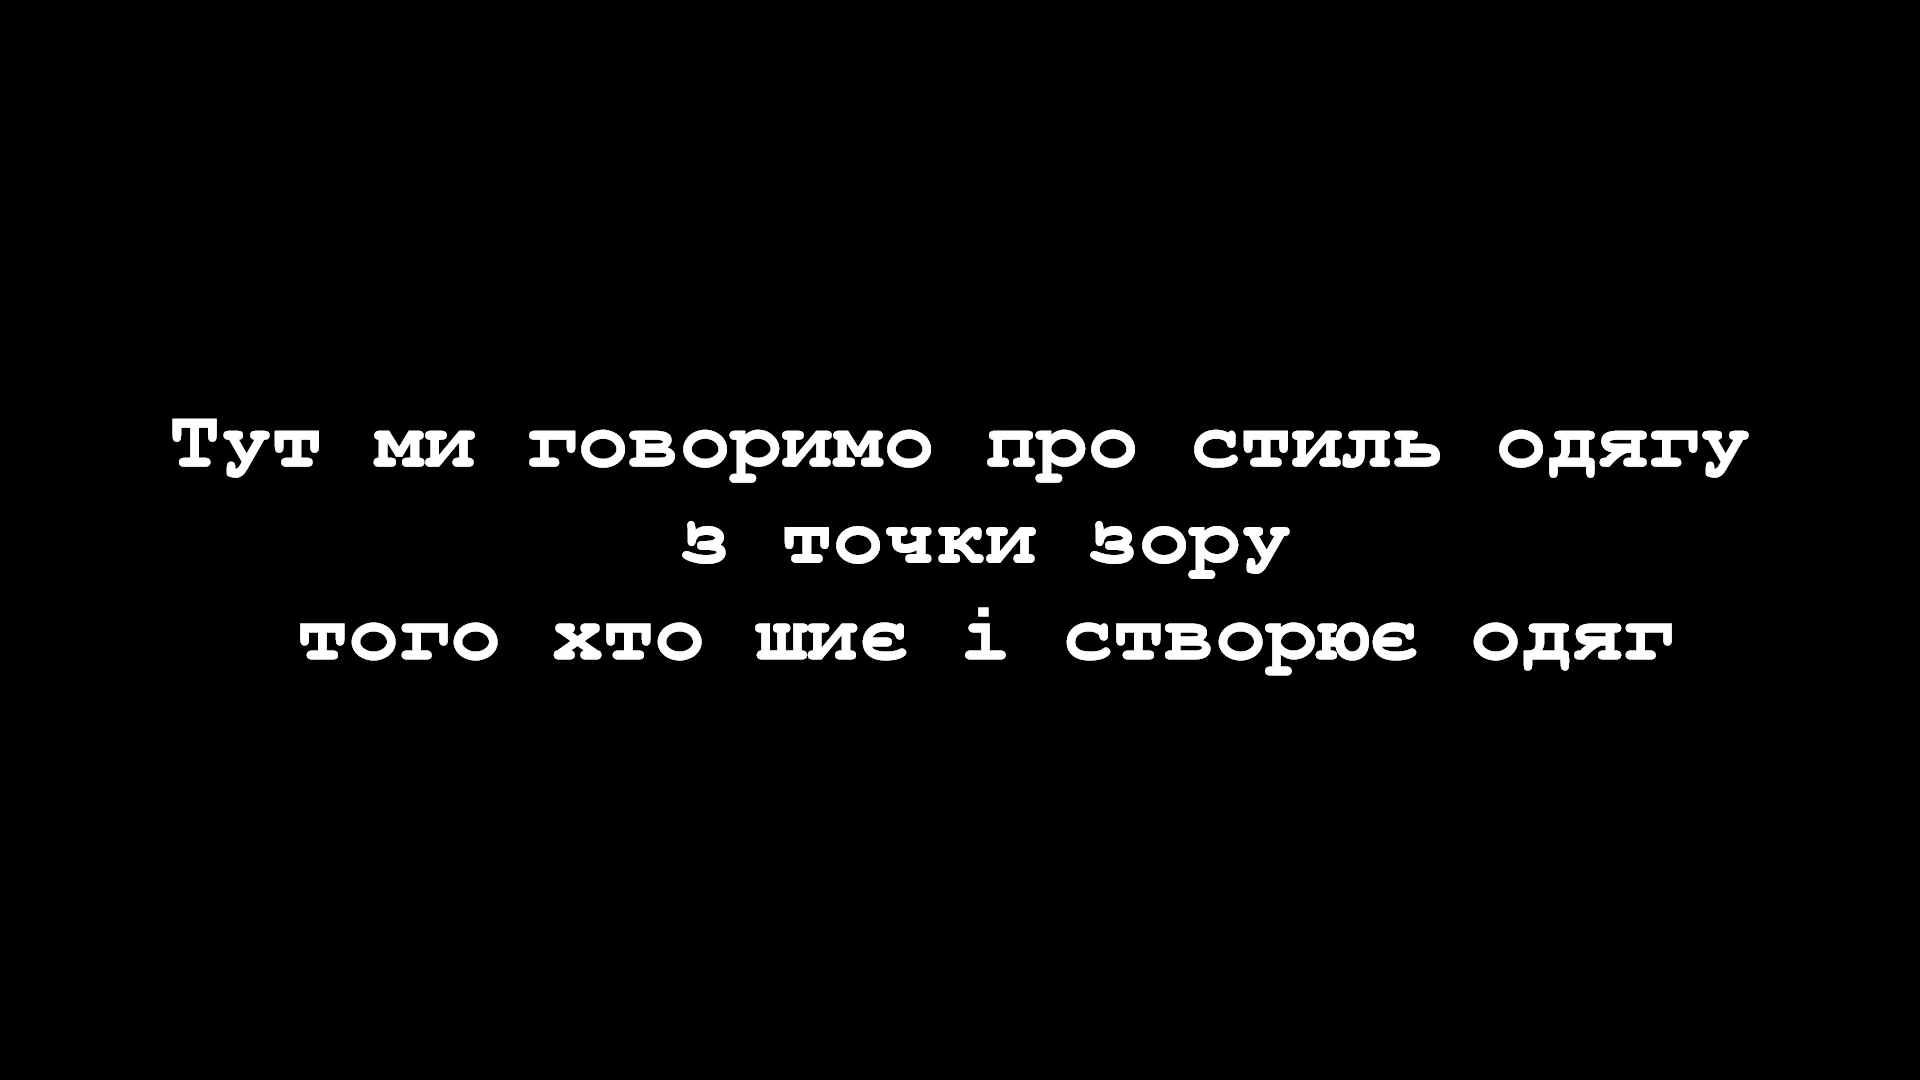 Тут ми говоримо про стиль одягу
з точки зору
того хто шиє і створює одяг